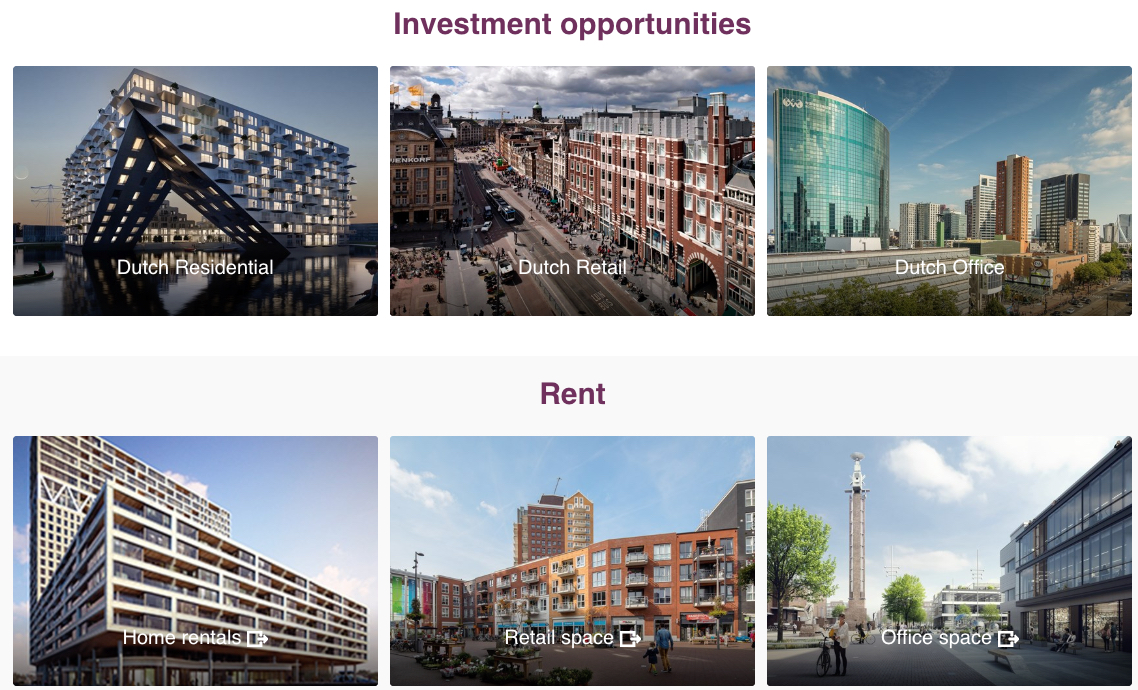 Investment opportunities
Dutch Residential
Dutch Retail
Dutch Office
Rent
Home rentals
Retail space
Office space